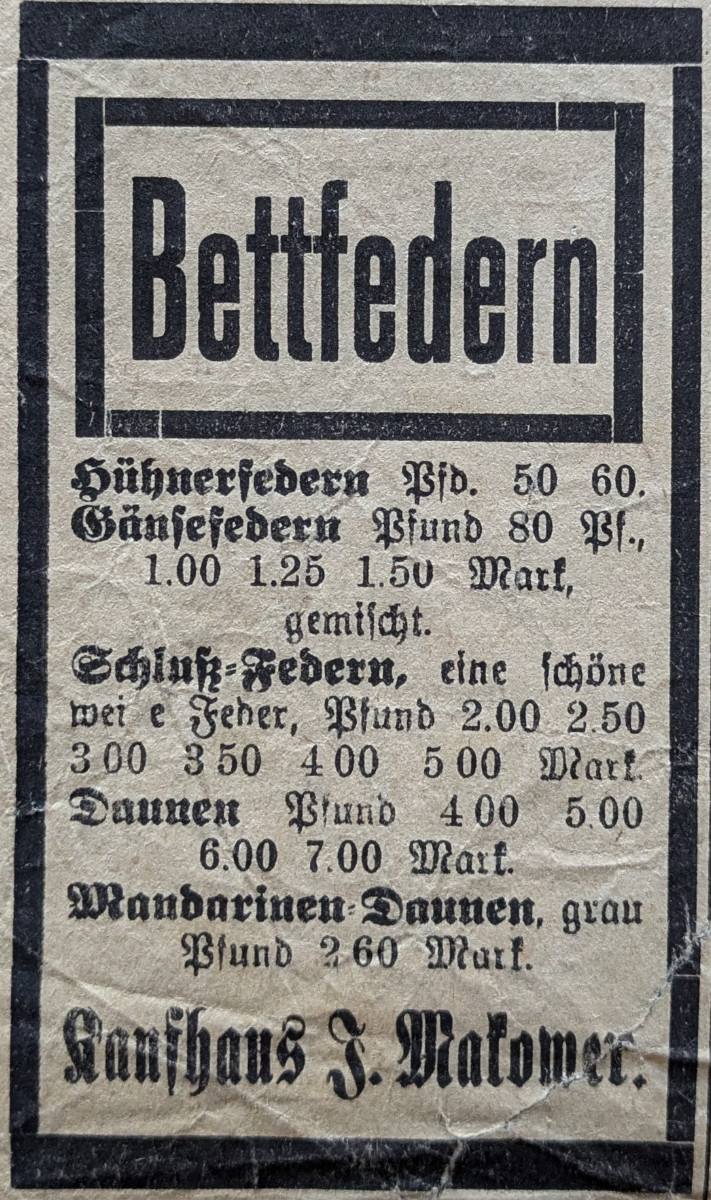 Bettfedern
Hühnerfedern Pfd. 50 60.
Gänsefedern Pfund 80 Pf.,
1.00 1.25 1.50 Mark,
gemischt.
Schluß-Federn, eine schöne
wei e Feder, Pfund 2.00 2.50
3 00 3 50 4 00 5 00 Mark.
Daunen Pfund 4 00 5.00
6.00 7.00 Mark.
Mandarinen-Daunen, grau
Pfund 2 60 Mark.
Kaufhaus J. Makower.